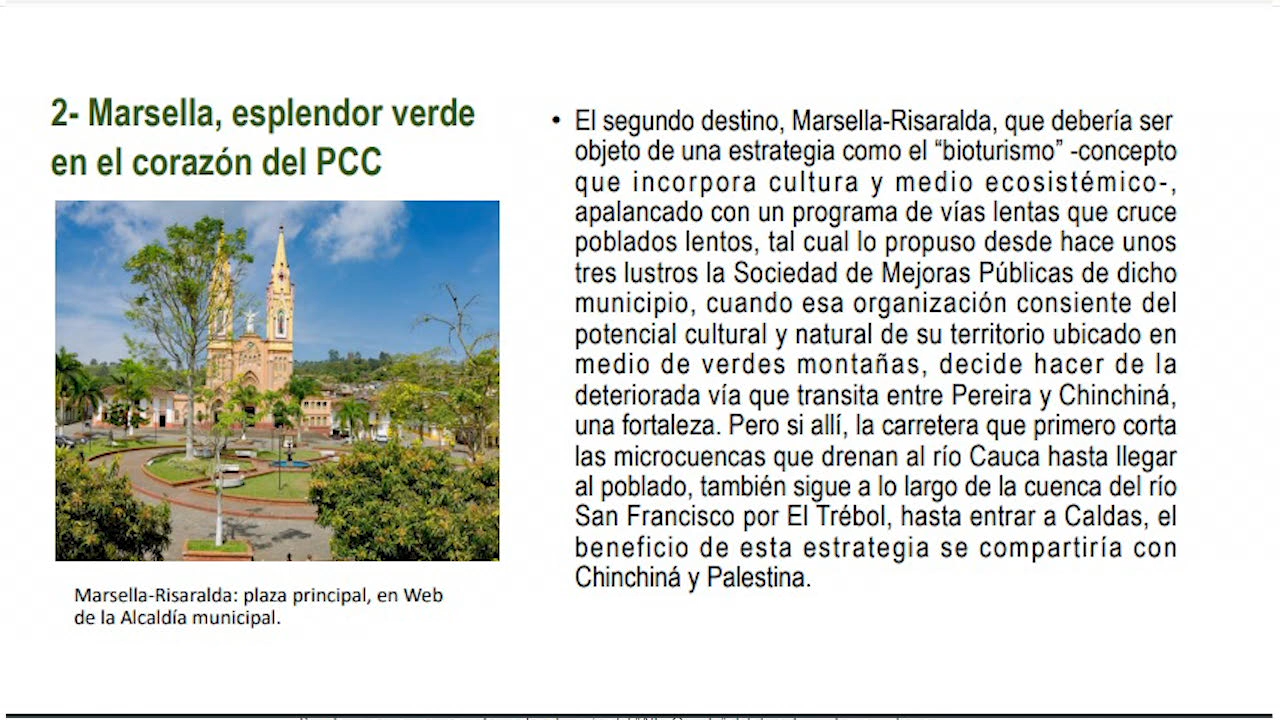 2- Marsella, esplendor verde
en el corazón del PCC
Marsella-Risaralda: plaza principal, en Web
de la Alcaldía municipal.
• El segundo destino, Marsella-Risaralda, que debería ser
objeto de una estrategia como el “bioturismo” -concepto
que incorpora cultura y medio ecosistémico-,
apalancado con un programa de vías lentas que cruce
poblados lentos, tal cual lo propuso desde hace unos
tres lustros la Sociedad de Mejoras Públicas de dicho
municipio, cuando esa organización consiente del
potencial cultural y natural de su territorio ubicado en
medio de verdes montañas, decide hacer de la
deteriorada vía que transita entre Pereira y Chinchiná,
una fortaleza. Pero si allí, la carretera que primero corta
las microcuencas que drenan al río Cauca hasta llegar
al poblado, también sigue a lo largo de la cuenca del río
San Francisco por El Trébol, hasta entrar a Caldas, el
beneficio de esta estrategia se compartiría con
Chinchiná y Palestina.